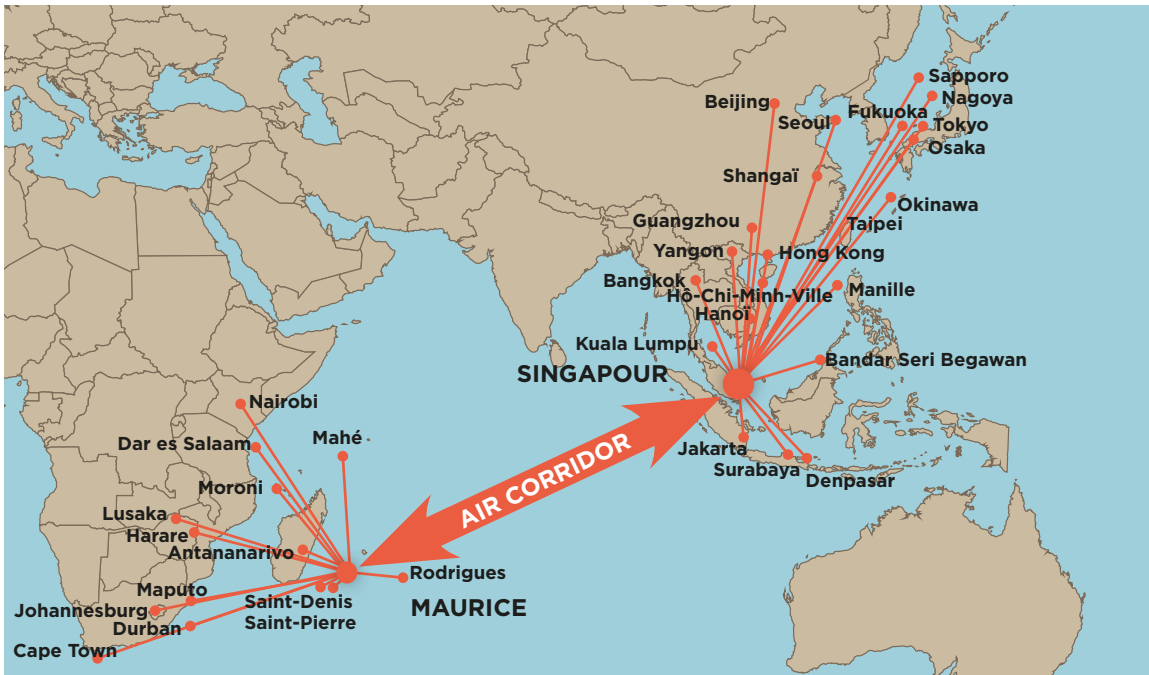 Sapporo
Beijing
Nagoya
Fukuoka
Seoul
Tokyo
Osaka
Shangaï
Okinawa
Guangzhou
Taipei
Yangon
Hong Kong
Bangkok
Manille
Hô-Chi-Minh-Ville
Hanoï
Kuala Lumpu
Bandar Seri Begawan
SINGAPOUR
Nairobi
Mahé
Dar es Salaam
AIR CORRIDOR
Jakarta
Surabaya
Denpasar
Moroni
Lusaka
Harare
Antananarivo
Rodrigues
Maputo
Saint-Denis
MAURICE
Johannesburg
Saint-Pierre
Durban
Cape Town